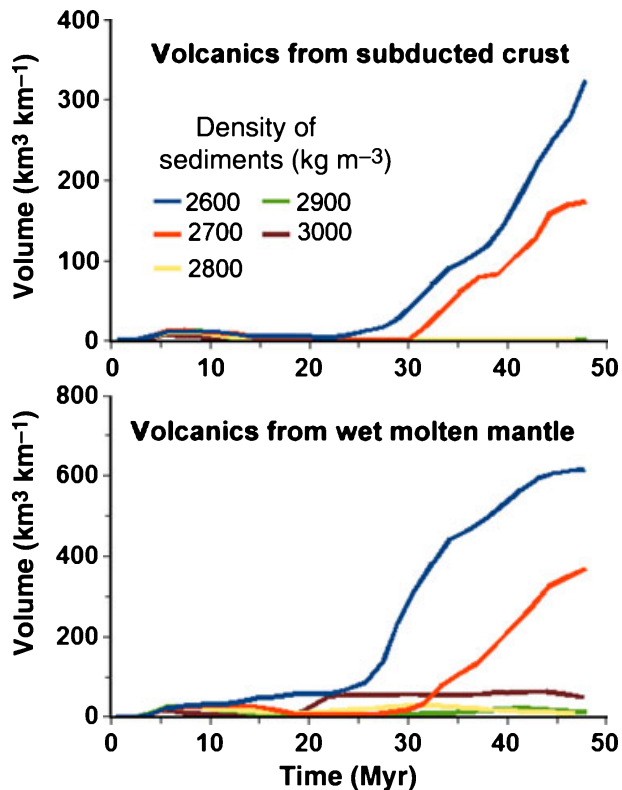 400
Volcanics from subducted crust
300
Density of
sediments (kg m–3)
2600 2900
2700 3000
2800
200
100
0
0 10 20 30 40 50
Volume (km3 km–1)
800
Volcanics from wet molten mantle
600
400
200
0
0 10 20 30 40 50
Volume (km3 km–1)
Time (Myr)